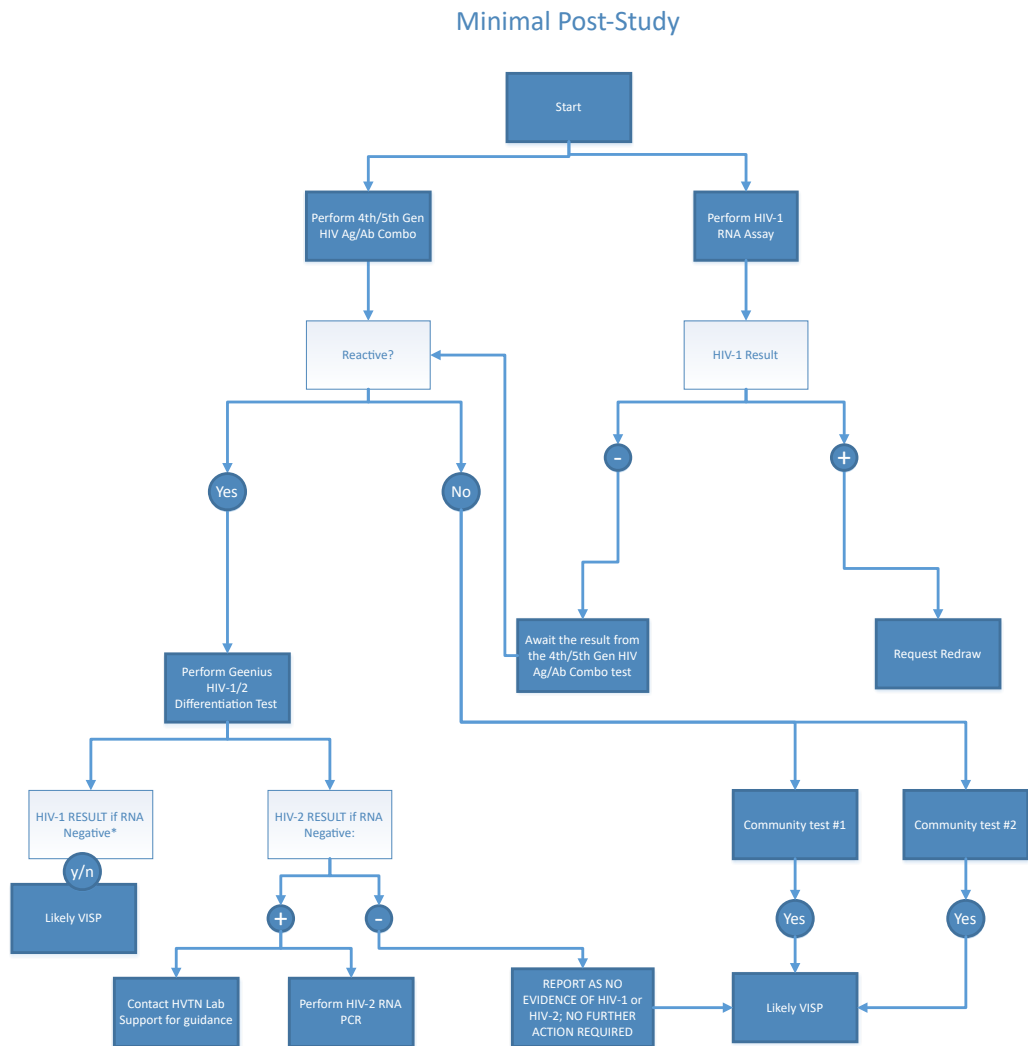 Minimal Post-Study
Start
Perform 4th/5th Gen
HIV Ag/Ab Combo
Perform HIV-1
RNA Assay
Reactive?
HIV-1 Result
-
+
Yes
No
Await the result from
the 4th/5th Gen HIV
Ag/Ab Combo test
Request Redraw
Perform Geenius
HIV-1/2
Differentiation Test
HIV-1 RESULT if RNA
Negative*
HIV-2 RESULT if RNA
Negative:
Community test #1
Community test #2
y/n
Likely VISP
+
-
Yes
Yes
Contact HVTN Lab
Support for guidance
Perform HIV-2 RNA
PCR
REPORT AS NO
EVIDENCE OF HIV-1 or
HIV-2; NO FURTHER
ACTION REQUIRED
Likely VISP